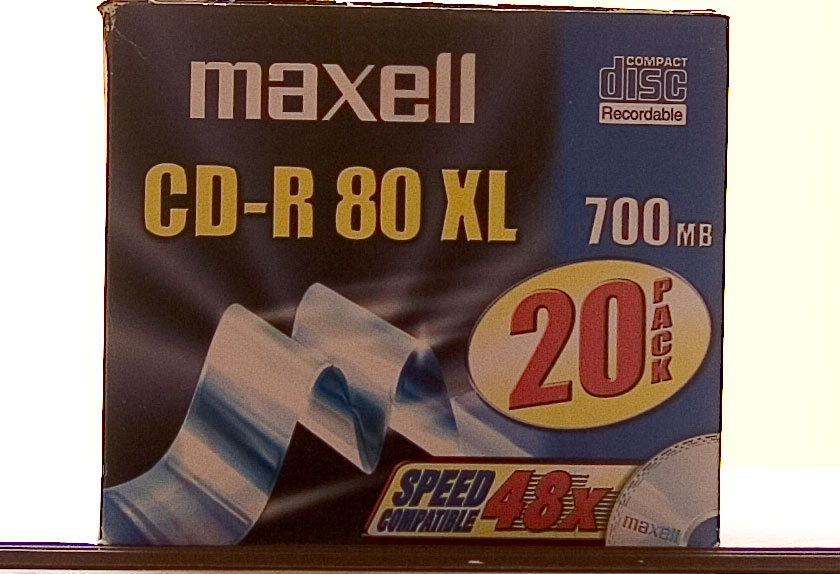 maxell
COMPACT
disc
Recordable
CD-R 80 XL
700 MB
20 PACK
SPEED
COMPATIBLE
48x
maxell